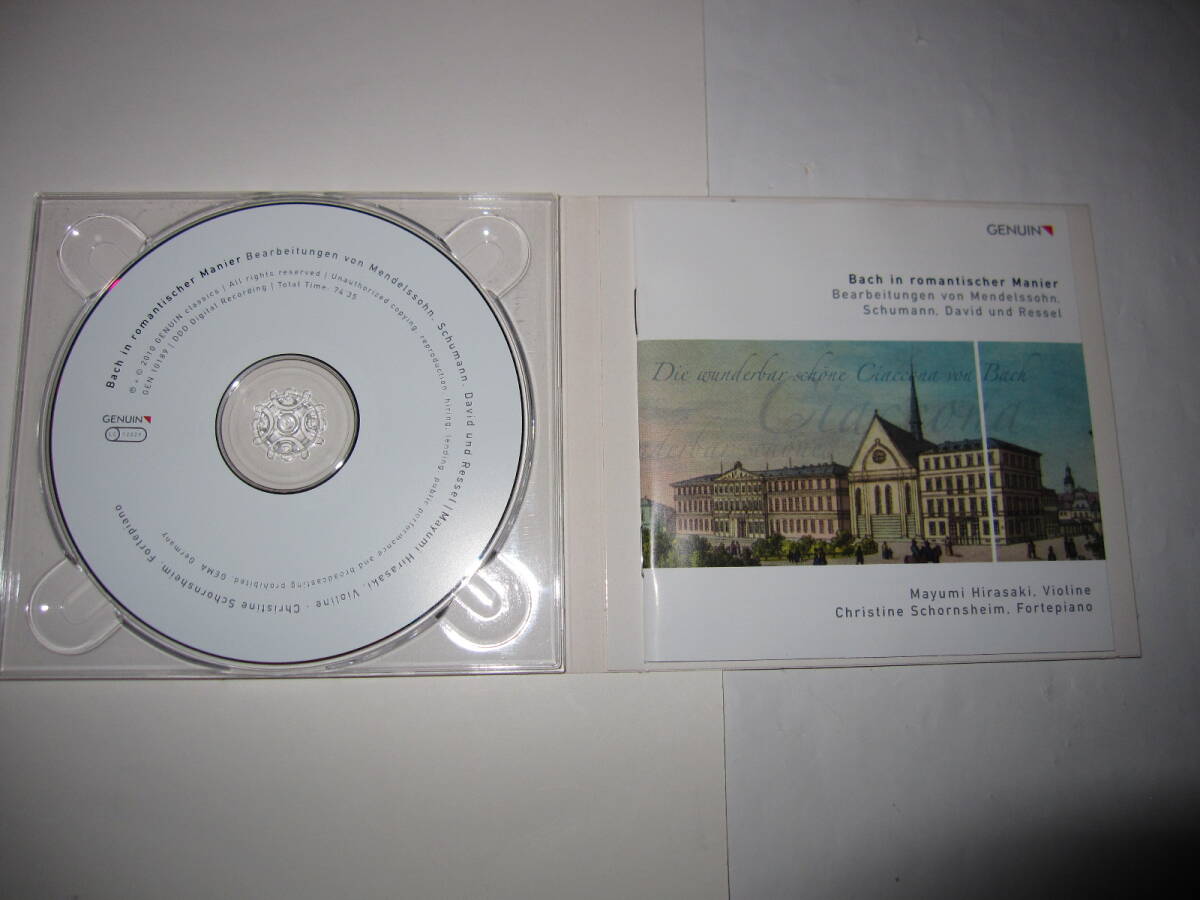 Bach in romantischer Manier Bearbeitungen von Mendelssohn, Schumann, David und Ressel | Mayumi Hirasaki, Violine · Christine Schornsheim, Fortepiano
℗ + © 2010 GENUIN classics | All rights reserved | Unauthorized copying, reproduction, hiring, lending, public performance and broadcasting prohibited. GEMA Germany
GEN 10189 | DDD Digital Recording | Total Time: 74'35
GENUIN
LC 12029
GENUIN
Bach in romantischer Manier
Bearbeitungen von Mendelssohn,
Schumann, David und Ressel
Die wunderbar schöne Ciaccona von Bach
Ciaccona
Mayumi Hirasaki, Violine
Christine Schornsheim, Fortepiano